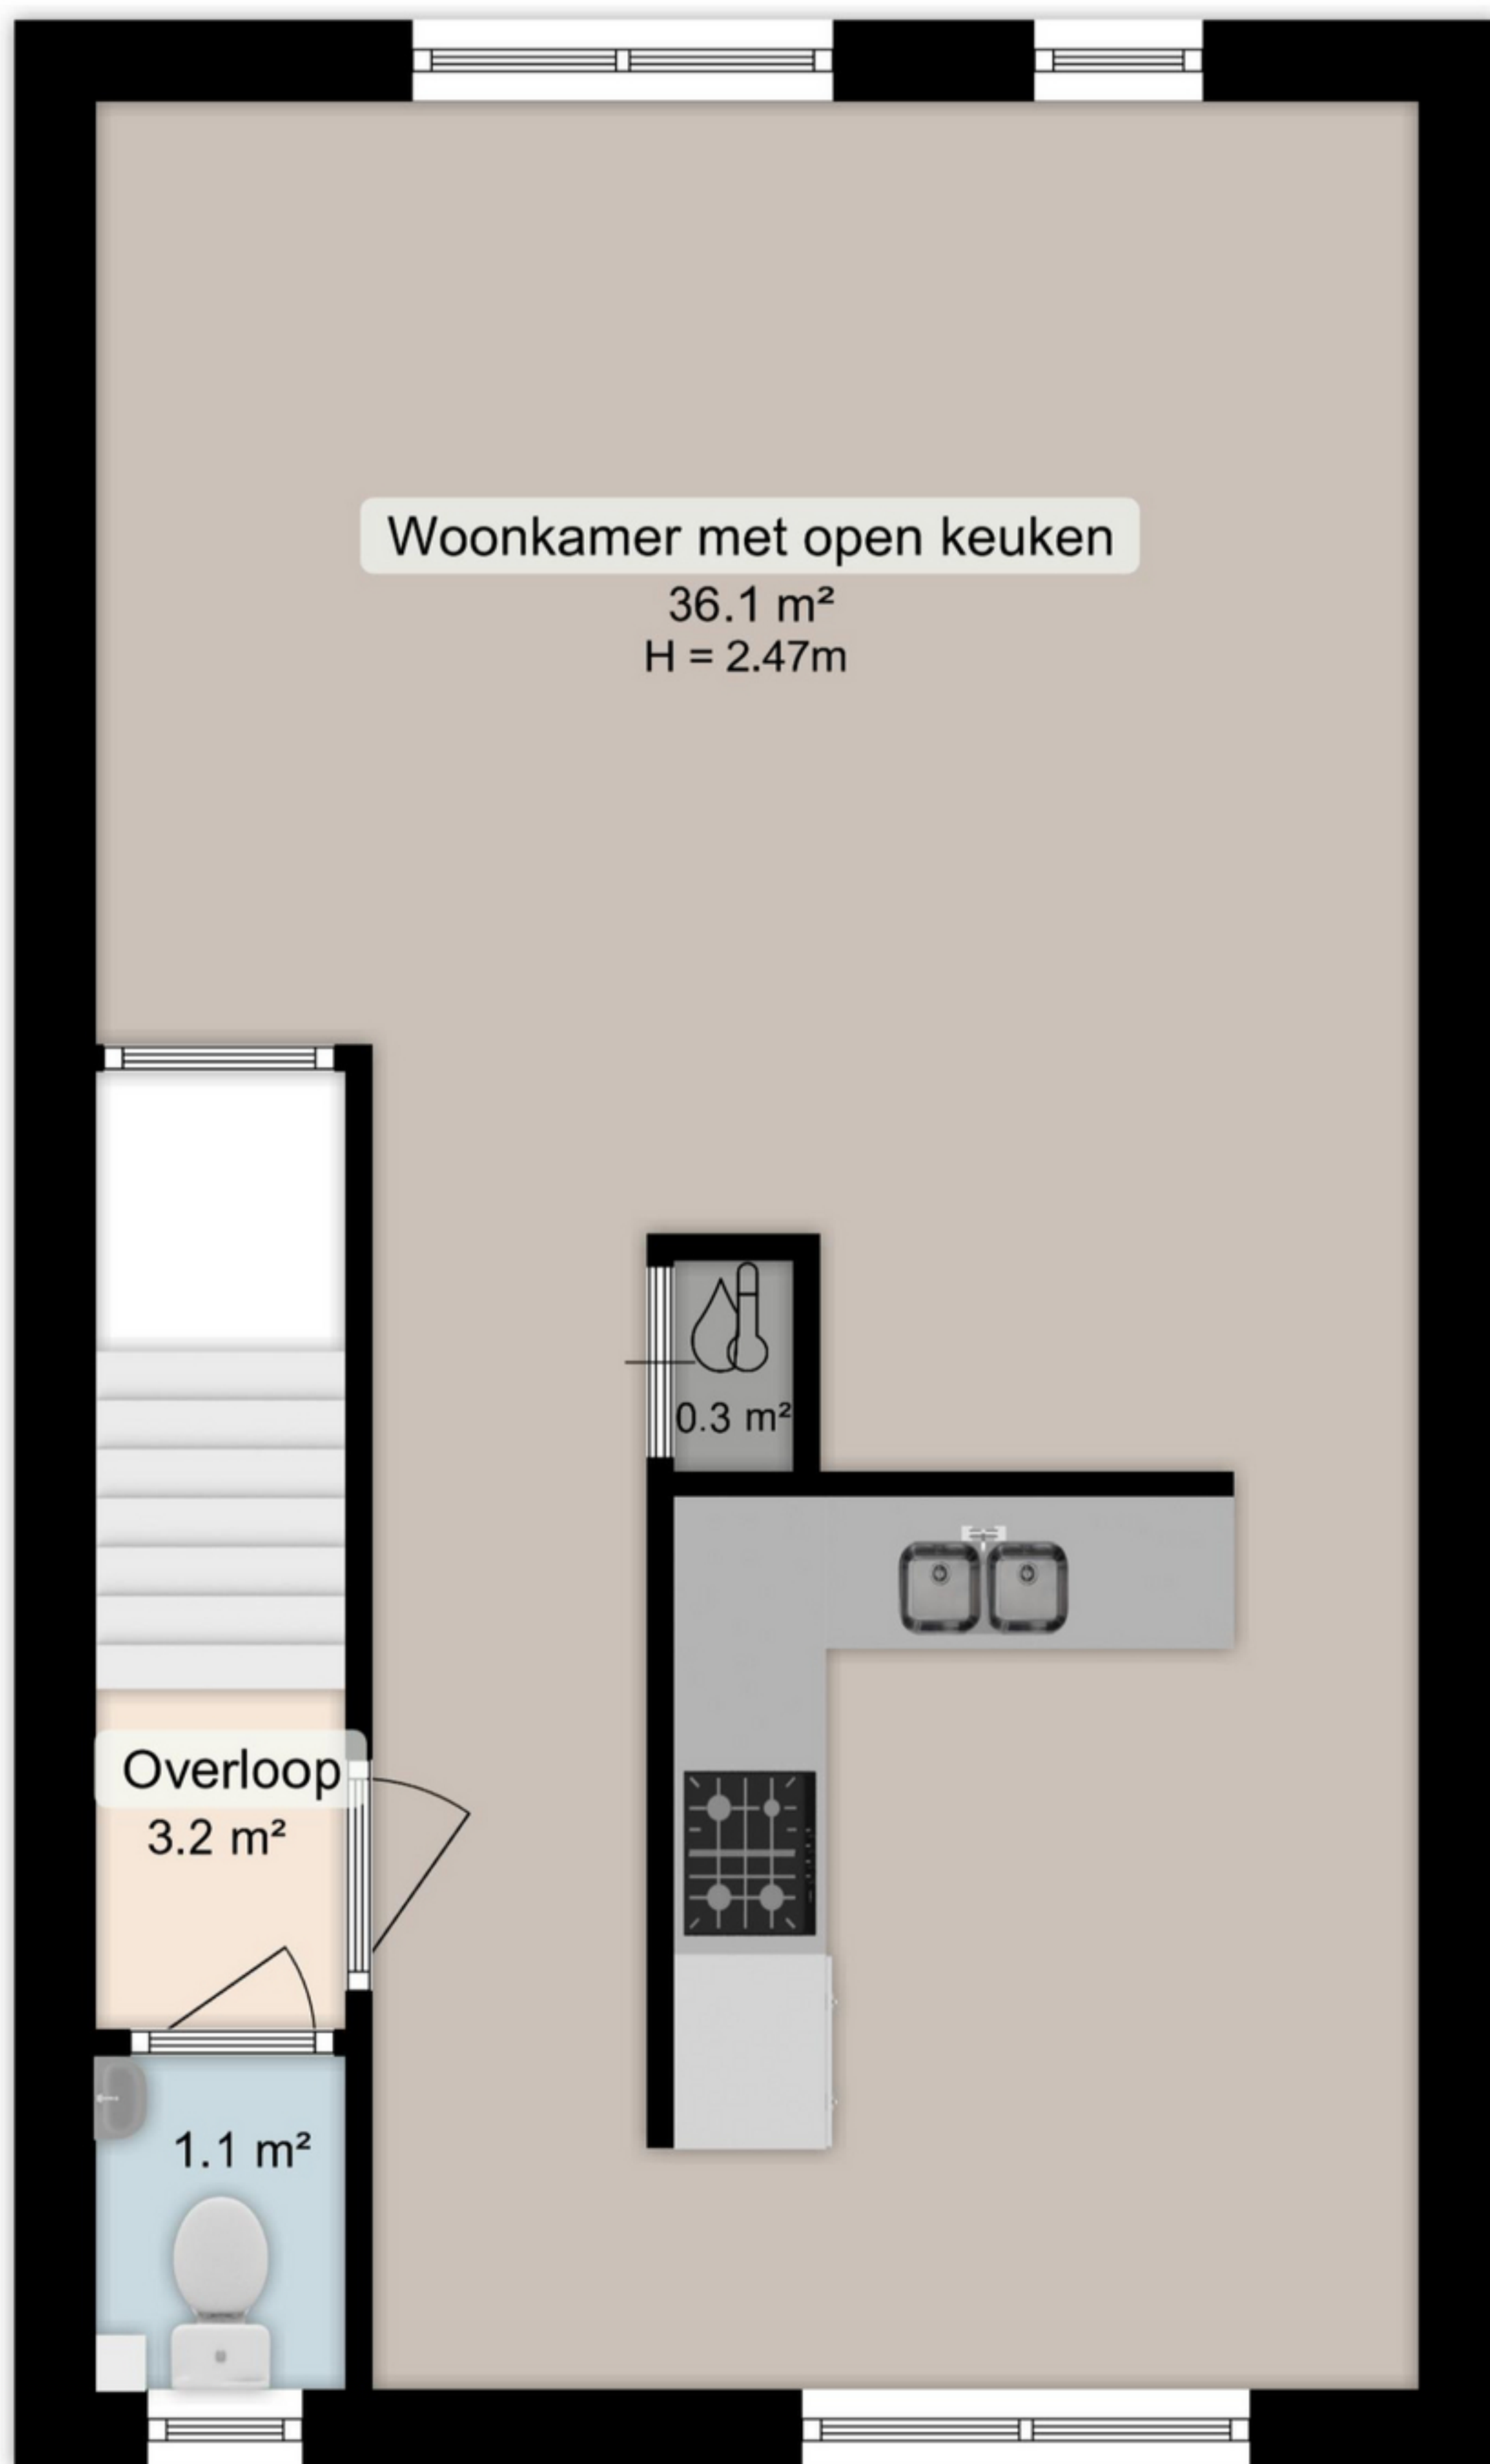 Woonkamer met open keuken
36.1 m²
H = 2.47m
0.3 m²
Overloop
3.2 m²
1.1 m²